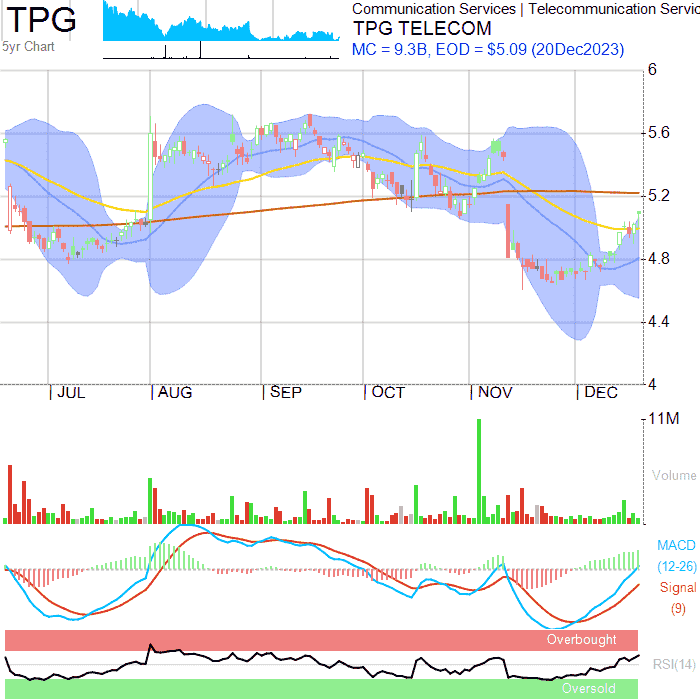 TPG
5yr Chart
Communication Services | Telecommunication Servic
TPG TELECOM
MC = 9.3B, EOD = $5.09 (20Dec2023)
6
5.6
5.2
4.8
4.4
4
JUL AUG SEP OCT NOV DEC
11M
Volume
MACD
(12-26)
Signal
(9)
Overbought
RSI(14)
Oversold